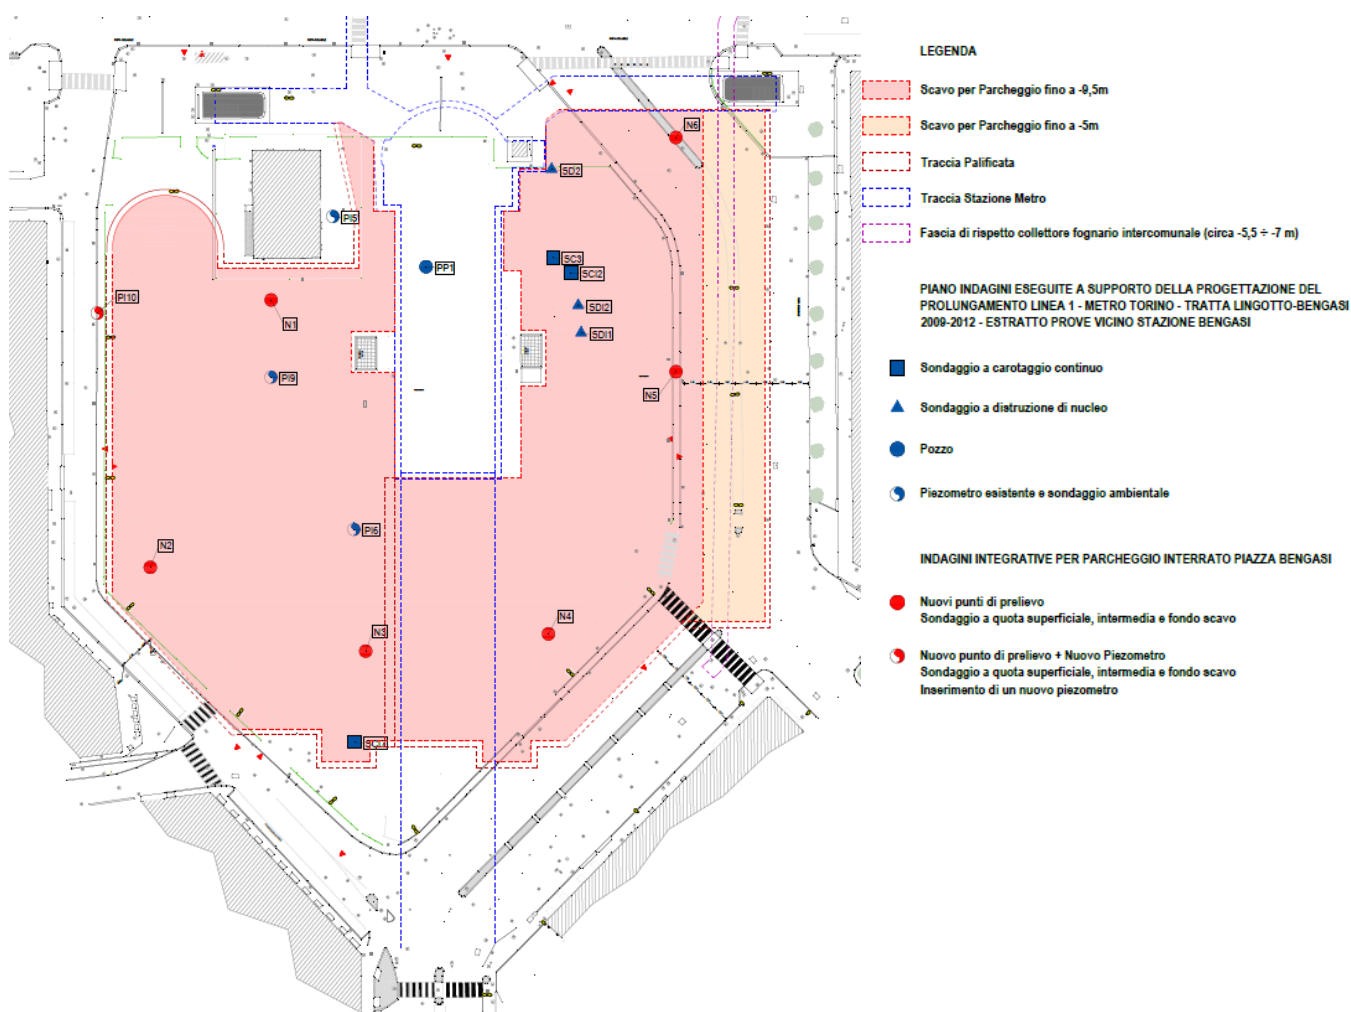 N6
SD2
PI5
SC3
PP1
SCI2
PI10
SDI2
N1
SDI1
PI9
N5
PI6
N2
N4
N3
LEGENDA
Scavo per Parcheggio fino a -9,5m
Scavo per Parcheggio fino a -5m
Traccia Palificata
Traccia Stazione Metro
Fascia di rispetto collettore fognario intercomunale (circa -5,5 ÷ -7 m)
PIANO INDAGINI ESEGUITE A SUPPORTO DELLA PROGETTAZIONE DEL
PROLUNGAMENTO LINEA 1 - METRO TORINO - TRATTA LINGOTTO-BENGASI
2009-2012 - ESTRATTO PROVE VICINO STAZIONE BENGASI
Sondaggio a carotaggio continuo
Sondaggio a distruzione di nucleo
Pozzo
Piezometro esistente e sondaggio ambientale
INDAGINI INTEGRATIVE PER PARCHEGGIO INTERRATO PIAZZA BENGASI
Nuovi punti di prelievo
Sondaggio a quota superficiale, intermedia e fondo scavo
Nuovo punto di prelievo + Nuovo Piezometro
Sondaggio a quota superficiale, intermedia e fondo scavo
Inserimento di un nuovo piezometro